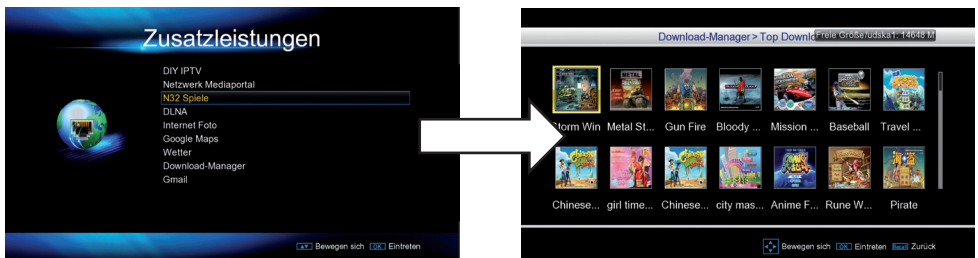 Zusatzleistungen
DIY IPTV
Netzwerk Mediaportal
N32 Spiele
DLNA
Internet Foto
Google Maps
Wetter
Download-Manager
Gmail
Bewegen sich OK Eintreten
Download-Manager > Top Downlo
Freie Größe/udska1: 14648 M
Storm Win Metal St... Gun Fire Bloody ... Mission ... Baseball Travel ...
Chinese... girl time... Chinese... city mas... Anime F... Rune W... Pirate
Bewegen sich OK Eintreten Recall Zurück